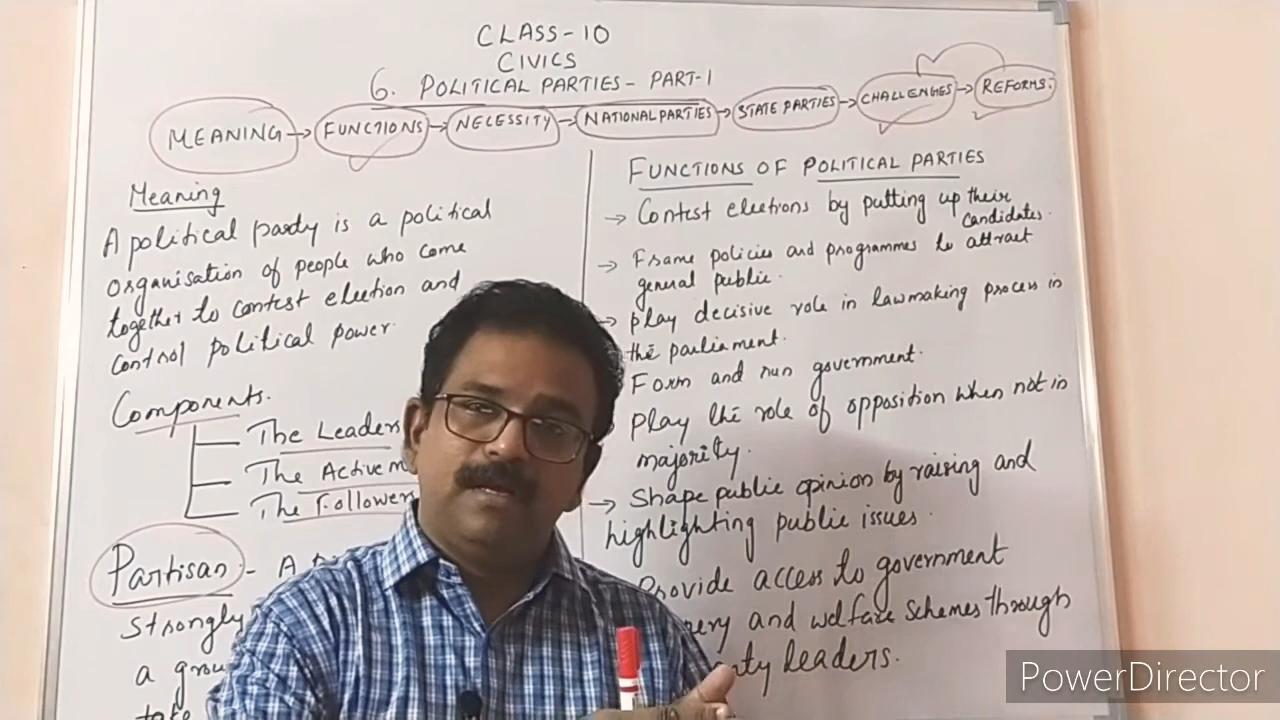 CLASS-10
CIVICS
6. POLITICAL PARTIES- PART-1
MEANING → FUNCTIONS → NECESSITY → NATIONAL PARTIES → STATE PARTIES → CHALLENGES → REFORMS.
Meaning
A political party is a political
organisation of people who come
together to contest election and
control political power.
Components.
The Leaders
The Active
The Followers
Partisan - A
Strongly
a
FUNCTIONS OF POLITICAL PARTIES
→ Contest elections by putting up their
candidates.
→ Frame policies and programmes to attract
general public.
→ play decisive role in lawmaking process in
the parliament.
Form and run government.
Play the role of opposition when not in
majority.
→ Shape public opinion by raising and
highlighting public issues.
Provide access to government
and welfare schemes through
leaders.
PowerDirector